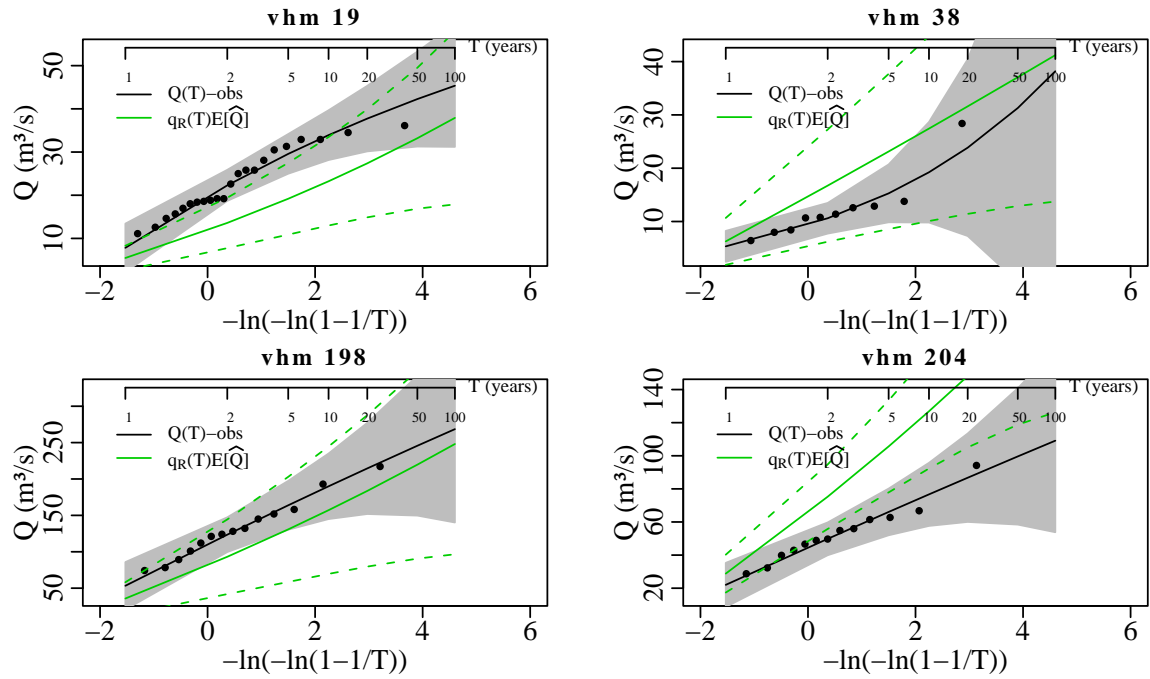 vhm 19
T (years)
1 2 5 10 20 50 100
Q(T)−obs
qR(T)E[Q̂]
Q (m³/s)
10 30 50
−2 0 2 4 6
−ln(−ln(1−1/T))
vhm 38
T (years)
1 2 5 10 20 50 100
Q(T)−obs
qR(T)E[Q̂]
Q (m³/s)
10 20 30 40
−2 0 2 4 6
−ln(−ln(1−1/T))
vhm 198
T (years)
1 2 5 10 20 50 100
Q(T)−obs
qR(T)E[Q̂]
Q (m³/s)
50 150 250
−2 0 2 4 6
−ln(−ln(1−1/T))
vhm 204
T (years)
1 2 5 10 20 50 100
Q(T)−obs
qR(T)E[Q̂]
Q (m³/s)
20 60 100 140
−2 0 2 4 6
−ln(−ln(1−1/T))